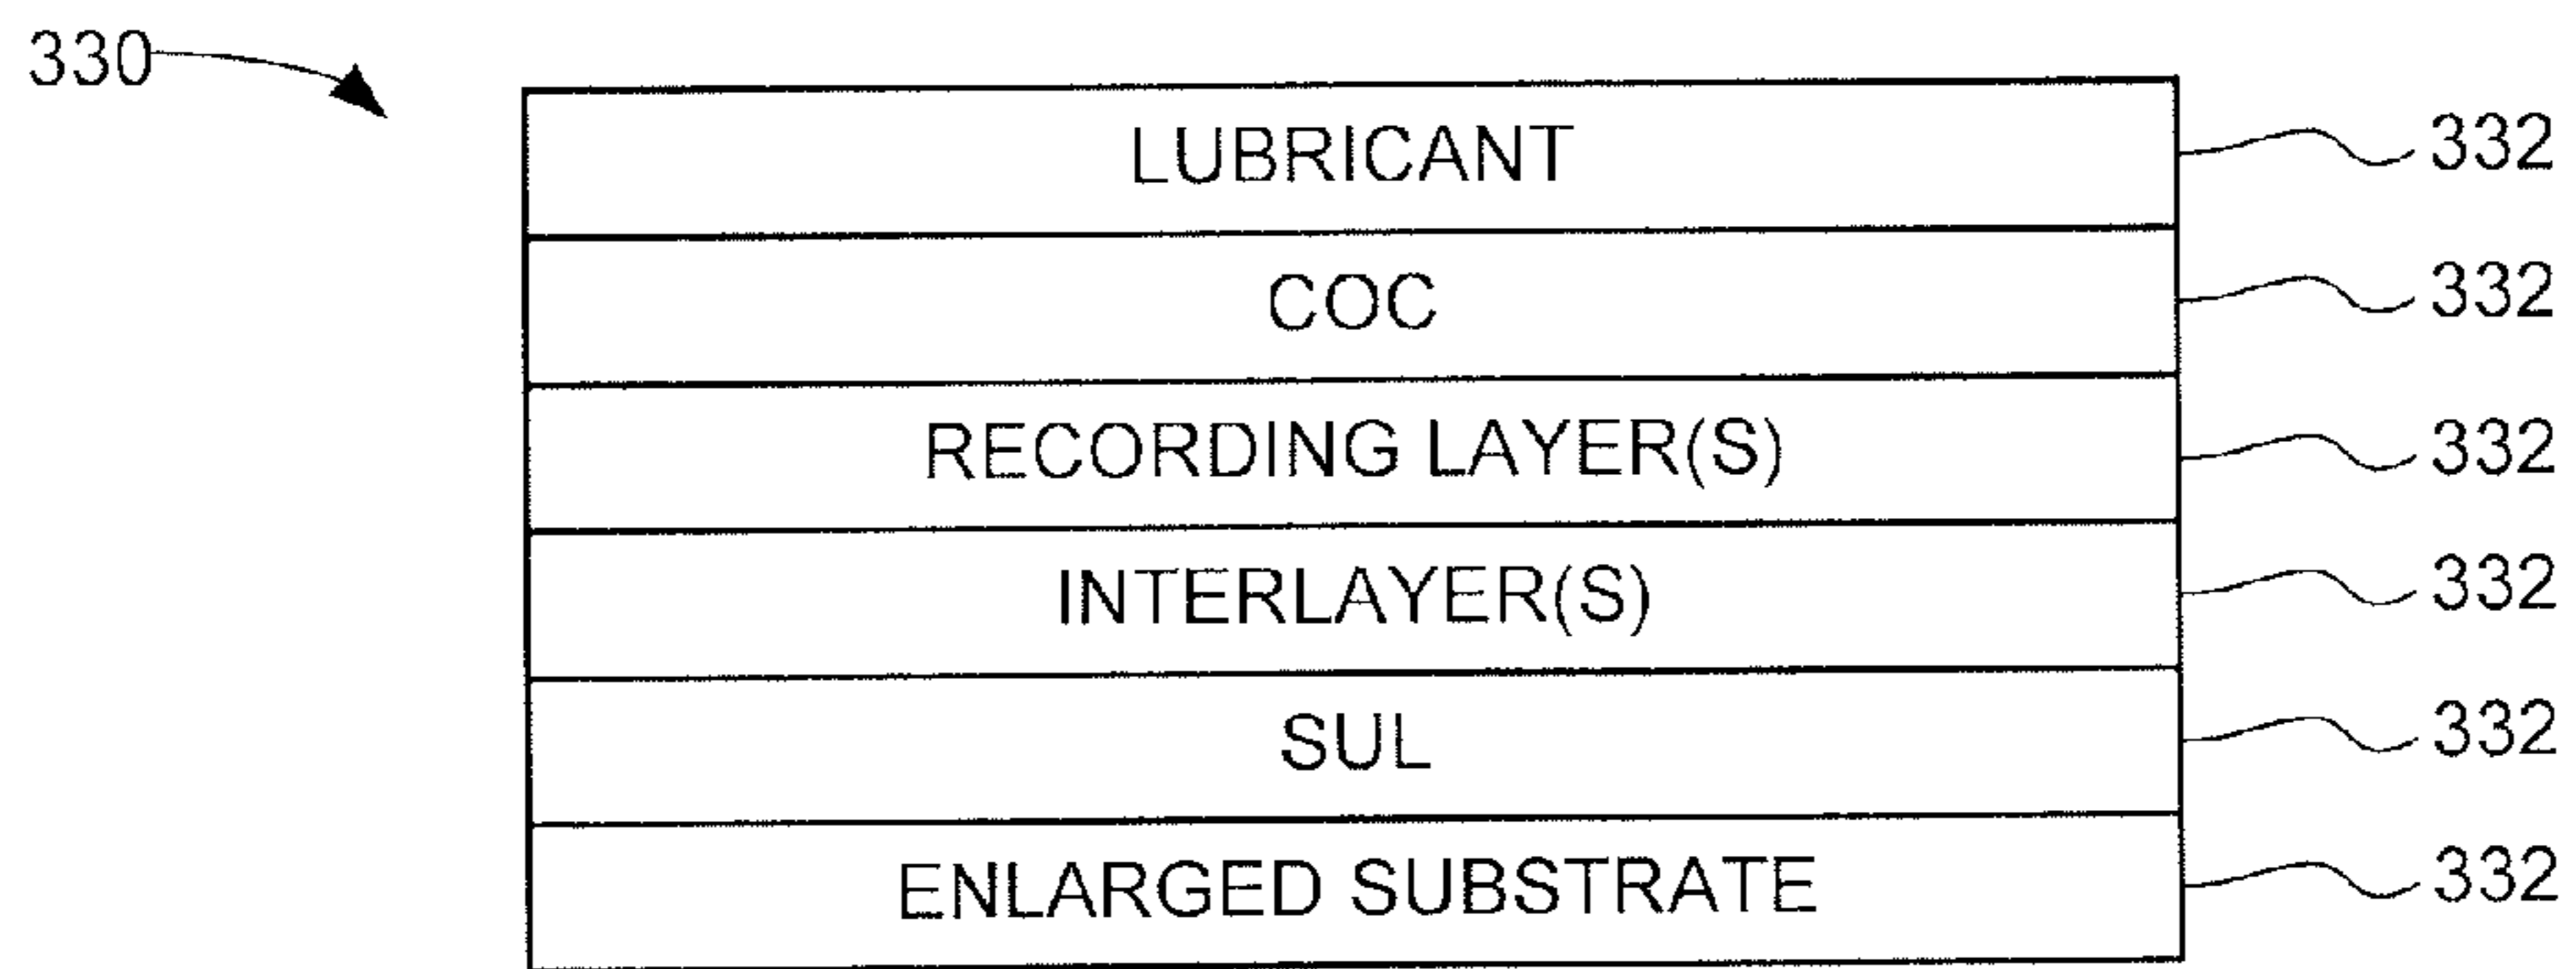 330
LUBRICANT 332
COC 332
RECORDING LAYER(S) 332
INTERLAYER(S) 332
SUL 332
ENLARGED SUBSTRATE 332